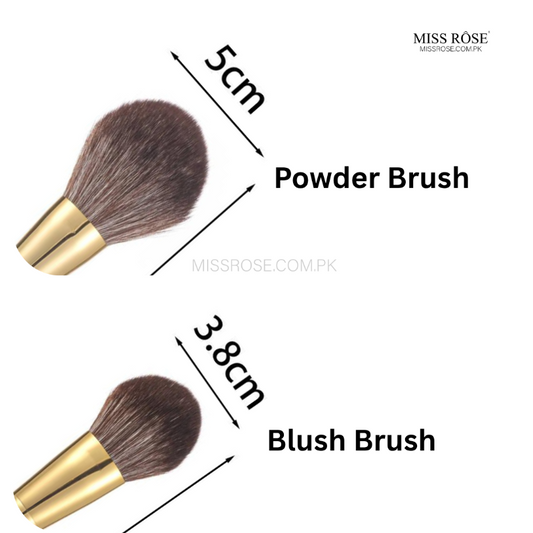 MISS RÔSE
MISSROSE.COM.PK
5cm
Powder Brush
MISSROSE.COM.PK
3.8cm
Blush Brush